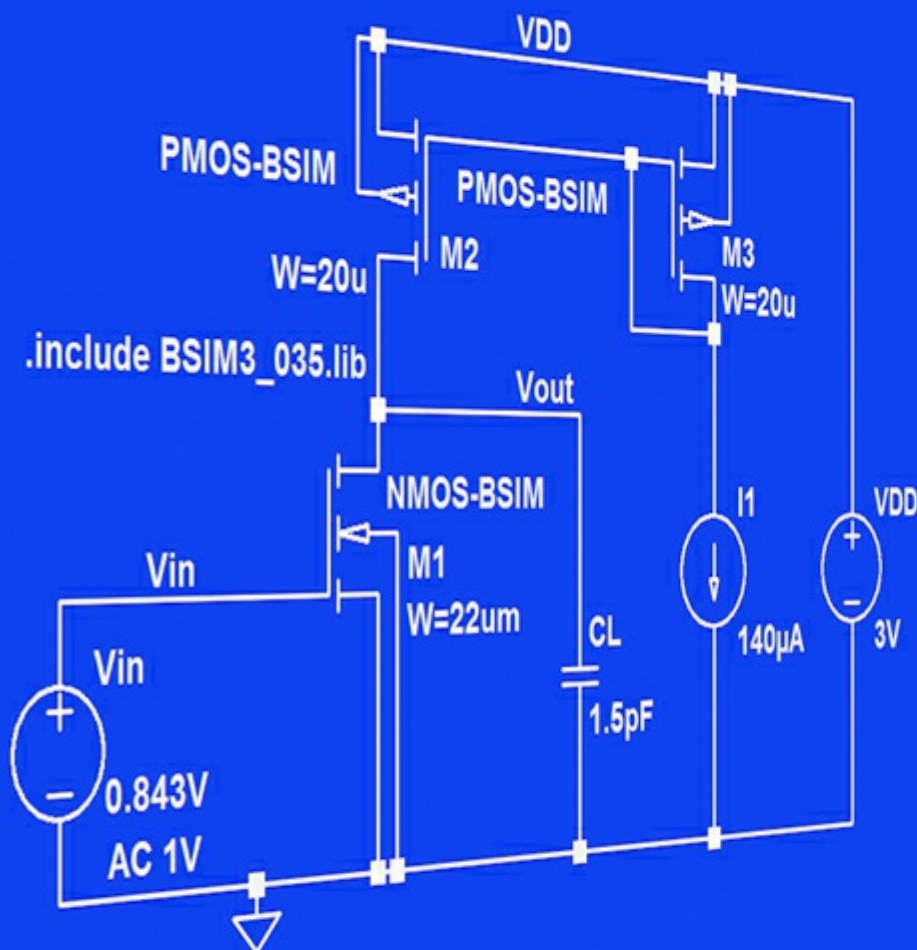 VDD
PMOS-BSIM
PMOS-BSIM
M2
M3
W=20u
W=20u
.include BSIM3_035.lib
Vout
NMOS-BSIM
I1
VDD
Vin
M1
W=22um
CL
140µA
3V
Vin
1.5pF
0.843V
AC 1V